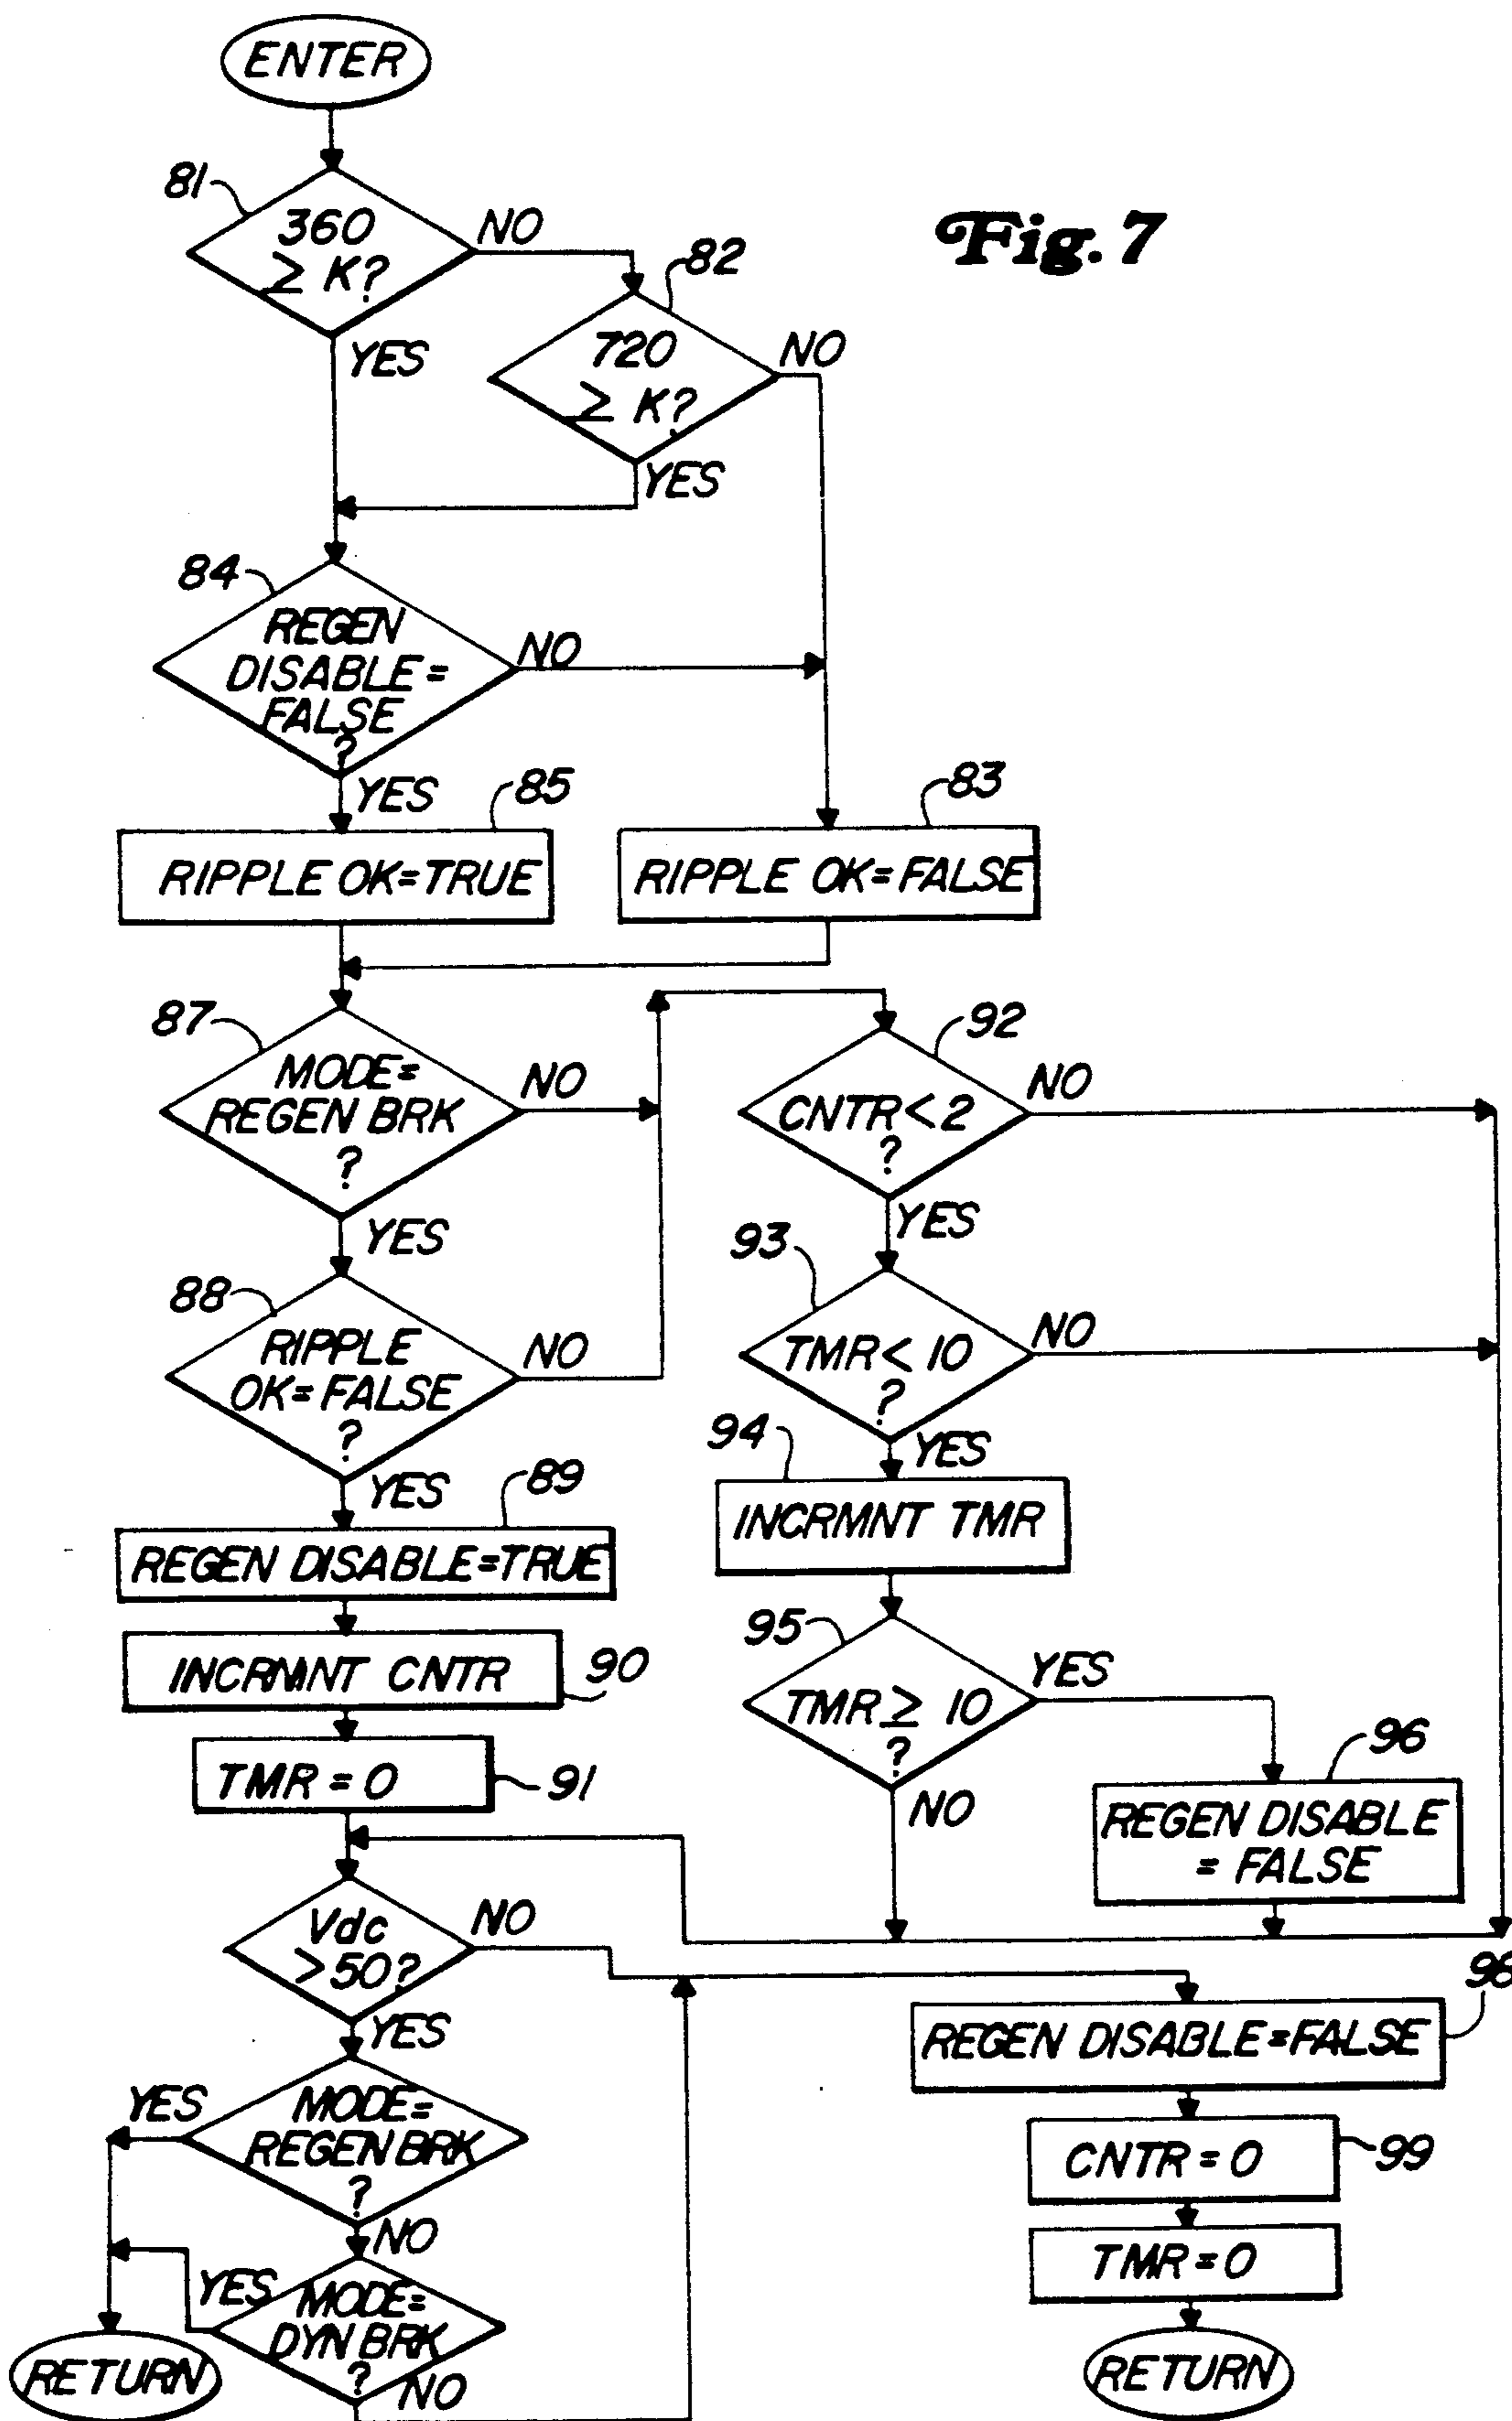 ENTER
81
360
≥ K?
NO
Fig. 7
82
720
≥ K?
NO
YES
YES
84
REGEN
DISABLE=
FALSE
?
NO
YES
85
83
RIPPLE OK=TRUE
RIPPLE OK=FALSE
87
MODE=
REGEN BRK
?
NO
YES
92
CNTR<2
?
NO
YES
88
RIPPLE
OK=FALSE
?
NO
YES
93
TMR<10
?
NO
YES
89
REGEN DISABLE=TRUE
94
INCRMNT TMR
INCRMNT CNTR
90
95
TMR ≥ 10
?
YES
NO
TMR=0
91
96
REGEN DISABLE
= FALSE
Vdc
>50?
NO
YES
98
REGEN DISABLE=FALSE
MODE=
REGEN BRK
?
YES
NO
CNTR=0
99
MODE=
DYN BRK
?
YES
NO
TMR=0
RETURN
RETURN